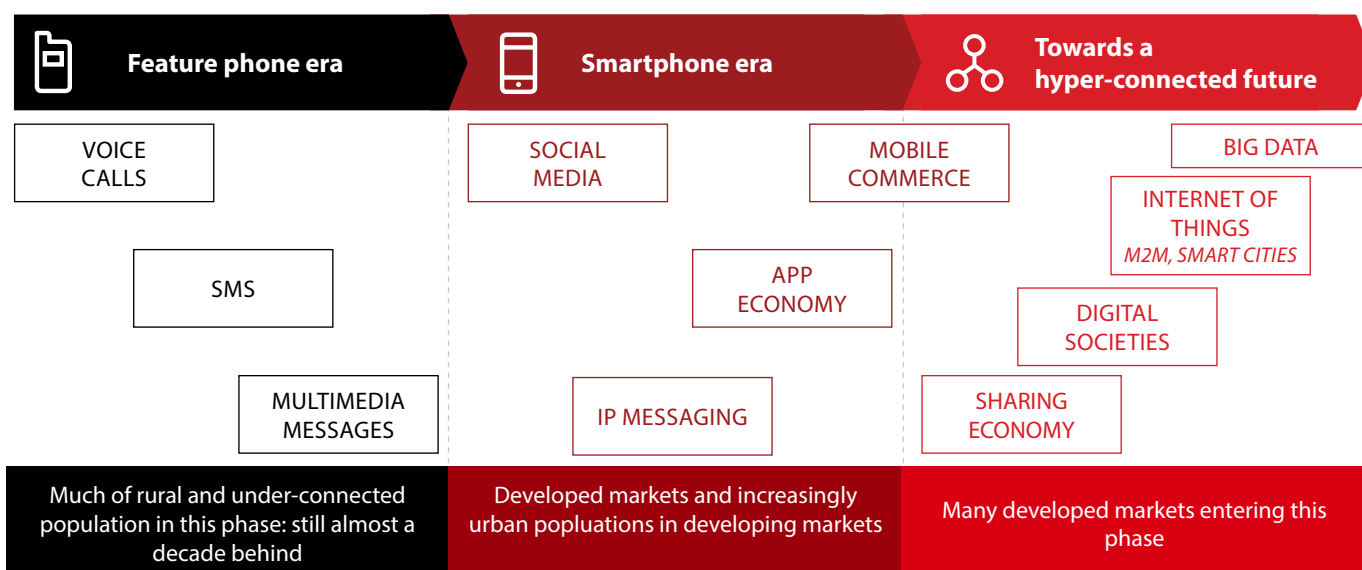 Feature phone era
Smartphone era
Towards a
hyper-connected future
VOICE
CALLS
SMS
MULTIMEDIA
MESSAGES
SOCIAL
MEDIA
IP MESSAGING
APP
ECONOMY
MOBILE
COMMERCE
SHARING
ECONOMY
DIGITAL
SOCIETIES
INTERNET OF
THINGS
M2M, SMART CITIES
BIG DATA
Much of rural and under-connected
population in this phase: still almost a
decade behind
Developed markets and increasingly
urban popluations in developing markets
Many developed markets entering this
phase